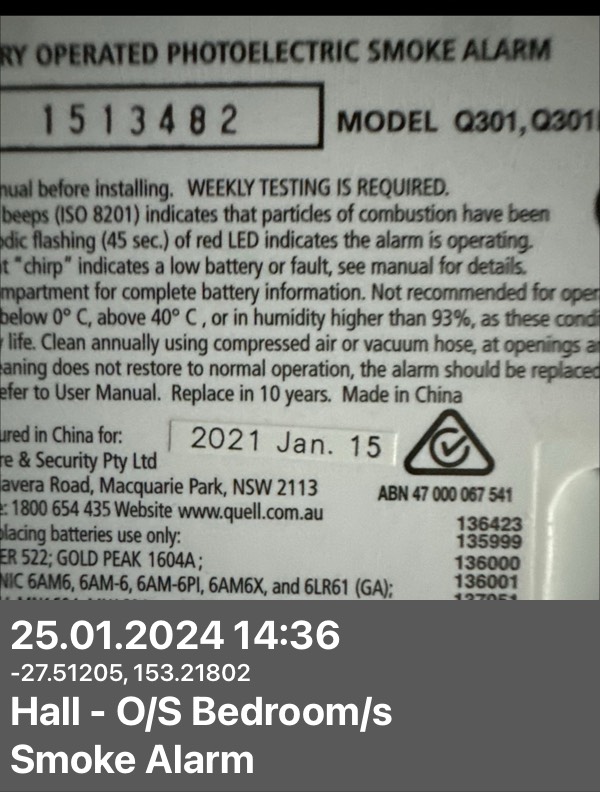 RY OPERATED PHOTOELECTRIC SMOKE ALARM
1513482 MODEL Q301, Q301
nual before installing. WEEKLY TESTING IS REQUIRED.
beeps (ISO 8201) indicates that particles of combustion have been
dic flashing (45 sec.) of red LED indicates the alarm is operating.
t "chirp" indicates a low battery or fault, see manual for details.
mpartment for complete battery information. Not recommended for oper
below 0° C, above 40° C , or in humidity higher than 93%, as these condi
life. Clean annually using compressed air or vacuum hose, at openings a
aning does not restore to normal operation, the alarm should be replaced
efer to User Manual. Replace in 10 years. Made in China
ured in China for:
2021 Jan. 15
re & Security Pty Ltd
avera Road, Macquarie Park, NSW 2113
ABN 47 000 067 541
: 1800 654 435 Website www.quell.com.au
lacing batteries use only:
ER 522; GOLD PEAK 1604A;
NIC 6AM6, 6AM-6, 6AM-6PI, 6AM6X, and 6LR61 (GA);
136423
135999
136000
136001
25.01.2024 14:36
-27.51205, 153.21802
Hall - O/S Bedroom/s
Smoke Alarm